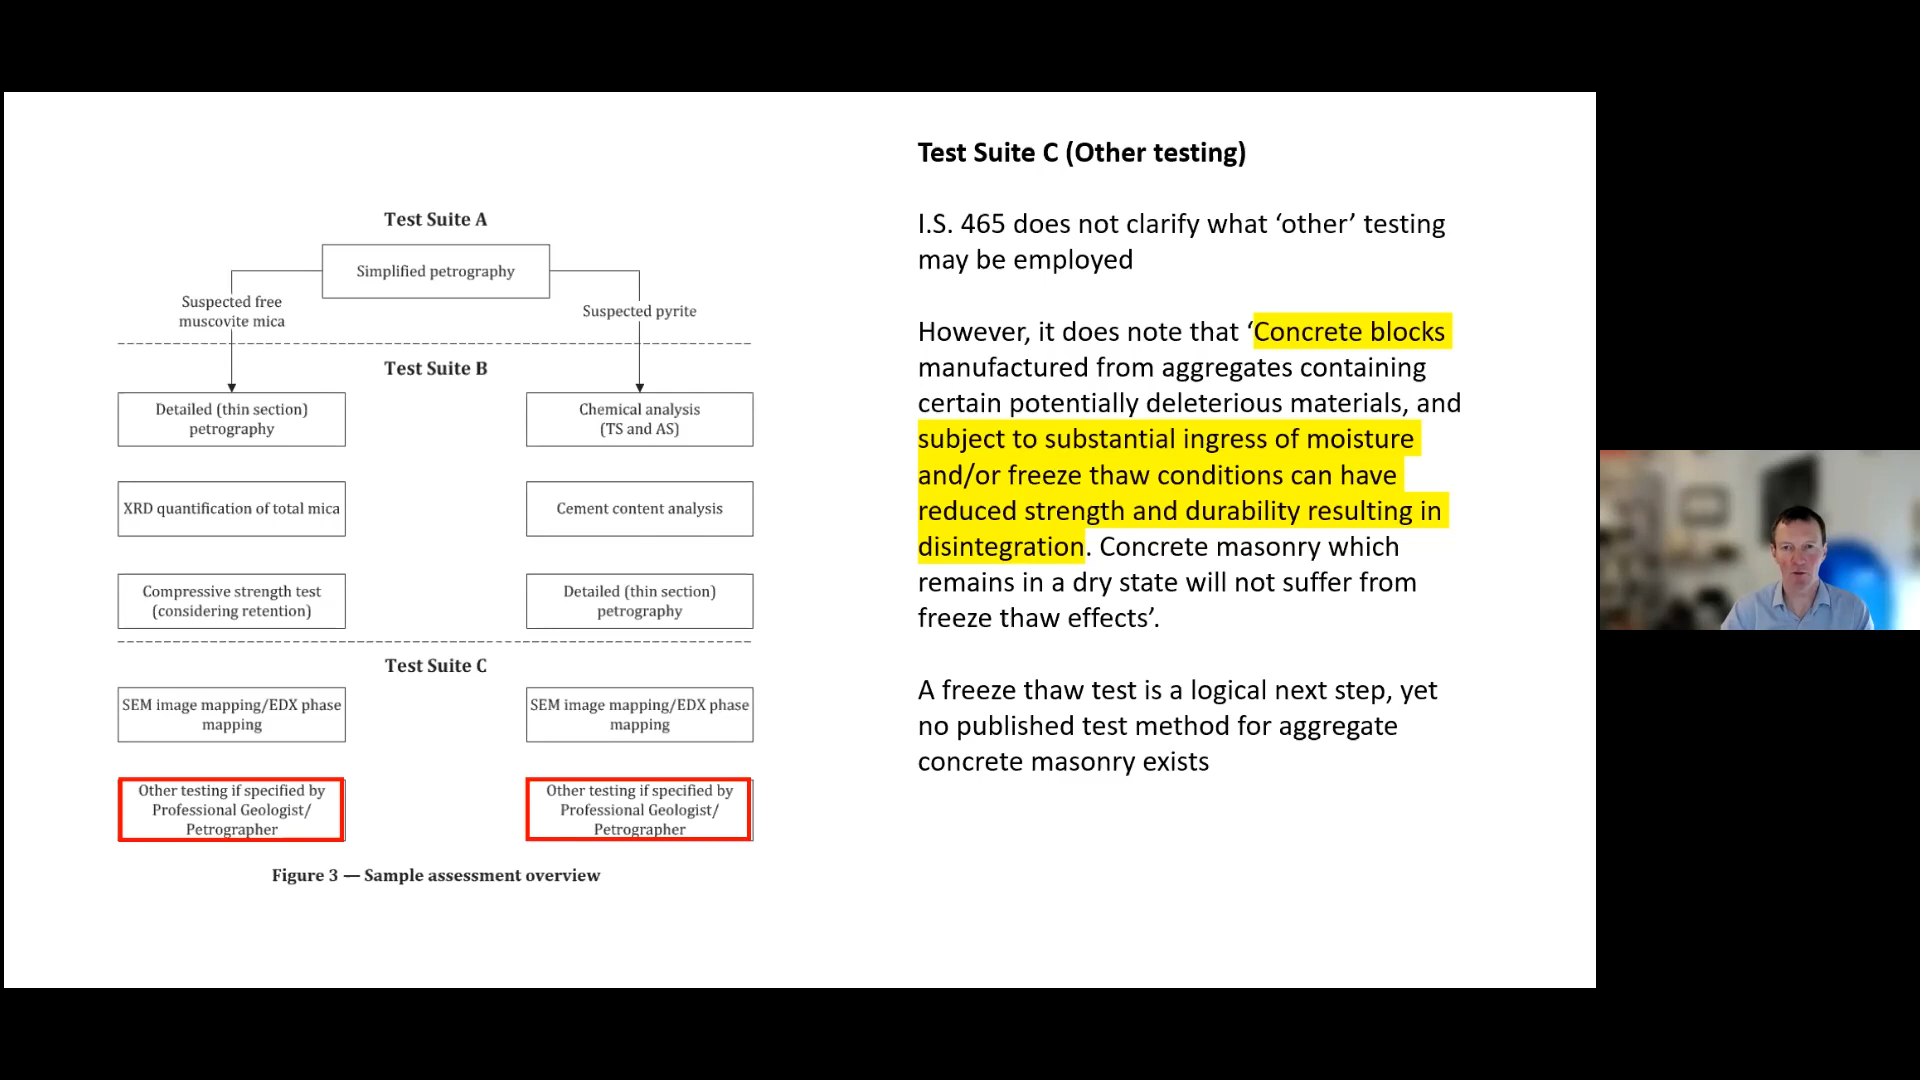 Test Suite A
Simplified petrography
Suspected free
muscovite mica
Suspected pyrite
Test Suite B
Detailed (thin section)
petrography
Chemical analysis
(TS and AS)
XRD quantification of total mica
Cement content analysis
Compressive strength test
(considering retention)
Detailed (thin section)
petrography
Test Suite C
SEM image mapping/EDX phase
mapping
SEM image mapping/EDX phase
mapping
Other testing if specified by
Professional Geologist/
Petrographer
Other testing if specified by
Professional Geologist/
Petrographer
Figure 3 — Sample assessment overview
Test Suite C (Other testing)
I.S. 465 does not clarify what ‘other’ testing
may be employed
However, it does note that ‘Concrete blocks
manufactured from aggregates containing
certain potentially deleterious materials, and
subject to substantial ingress of moisture
and/or freeze thaw conditions can have
reduced strength and durability resulting in
disintegration. Concrete masonry which
remains in a dry state will not suffer from
freeze thaw effects’.
A freeze thaw test is a logical next step, yet
no published test method for aggregate
concrete masonry exists